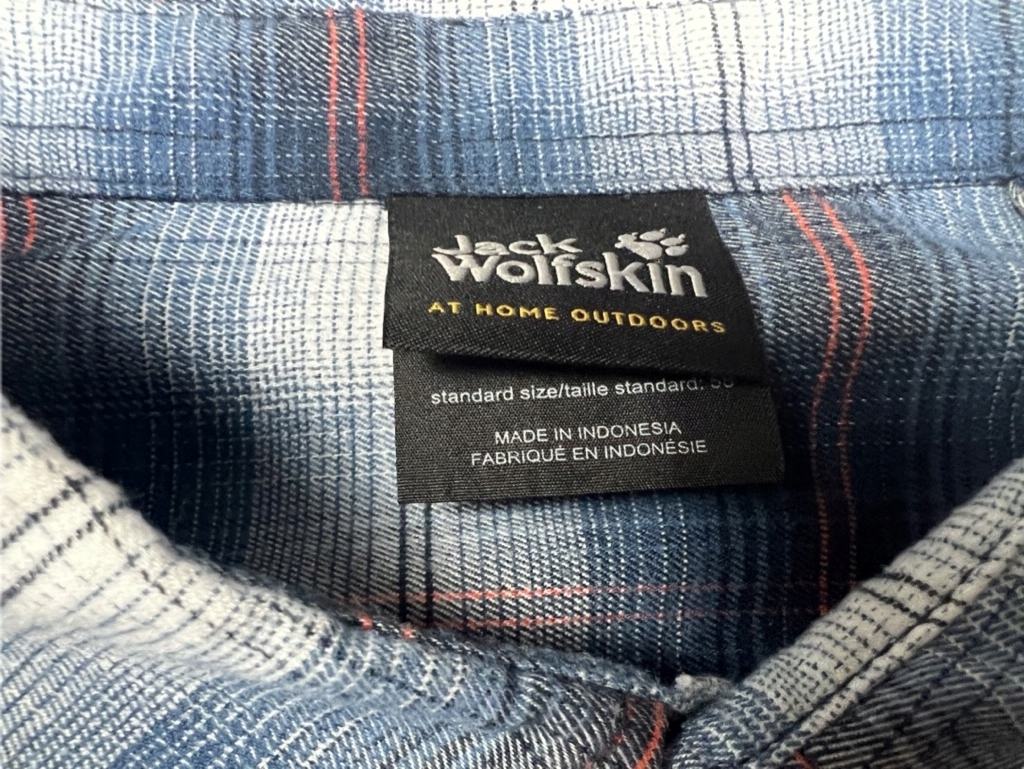 Jack
Wolfskin
AT HOME OUTDOORS
standard size/taille standard:
MADE IN INDONESIA
FABRIQUÉ EN INDONÉSIE